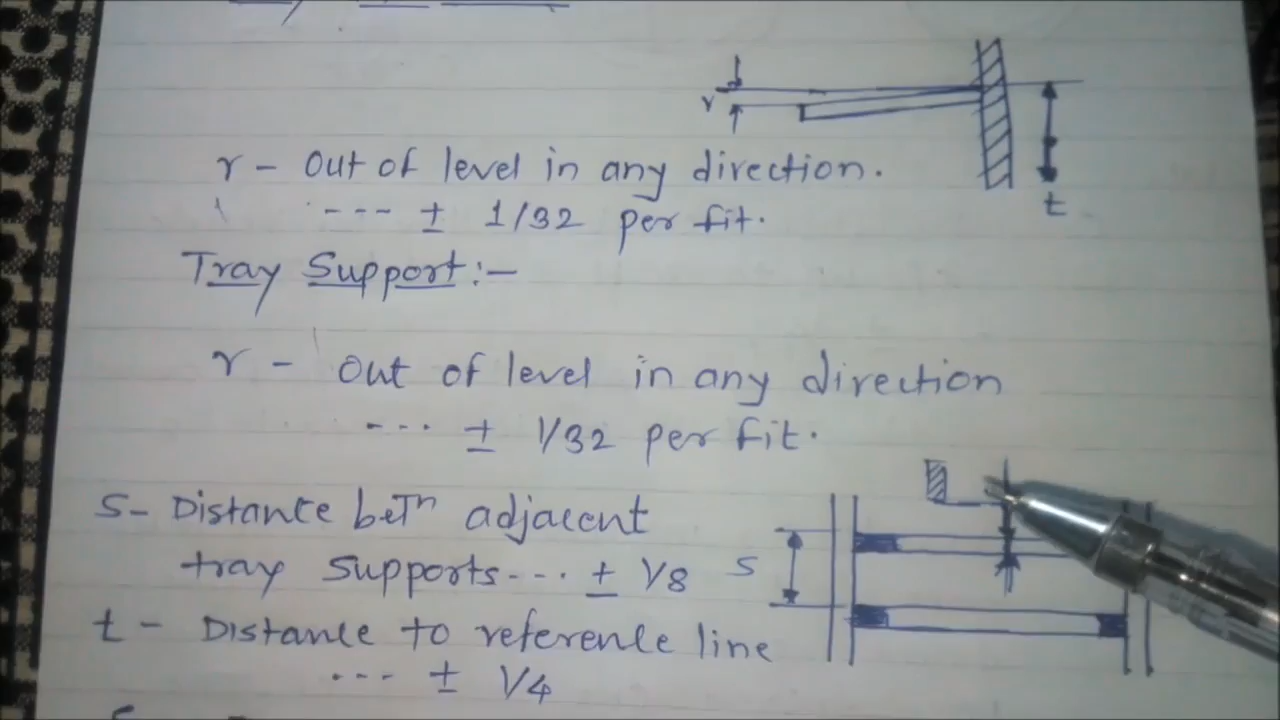 r
t
r - Out of level in any direction.
--- ± 1/32 per fit.
Tray Support:-
r - Out of level in any direction
--- ± 1/32 per fit.
S- Distance betn adjacent
tray supports... ± 1/8
S
t - Distance to reference line
--- ± 1/4